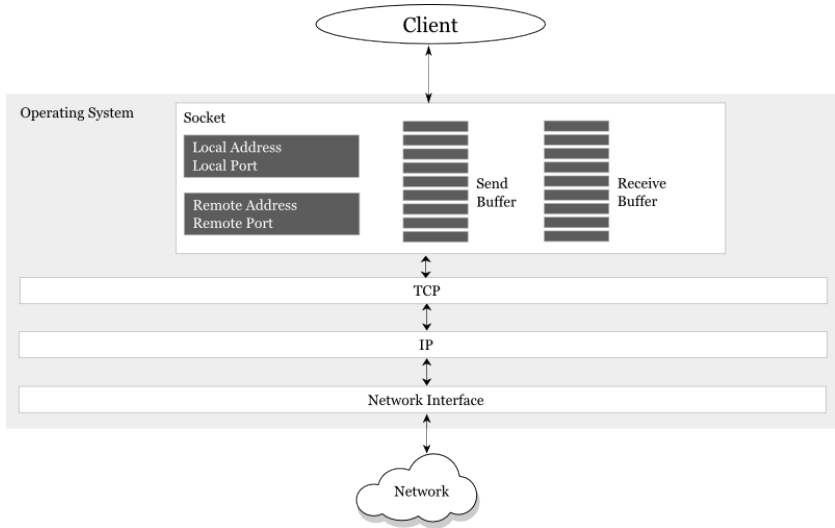 Client
Operating System
Socket
Local Address
Local Port
Remote Address
Remote Port
Send
Buffer
Receive
Buffer
TCP
IP
Network Interface
Network